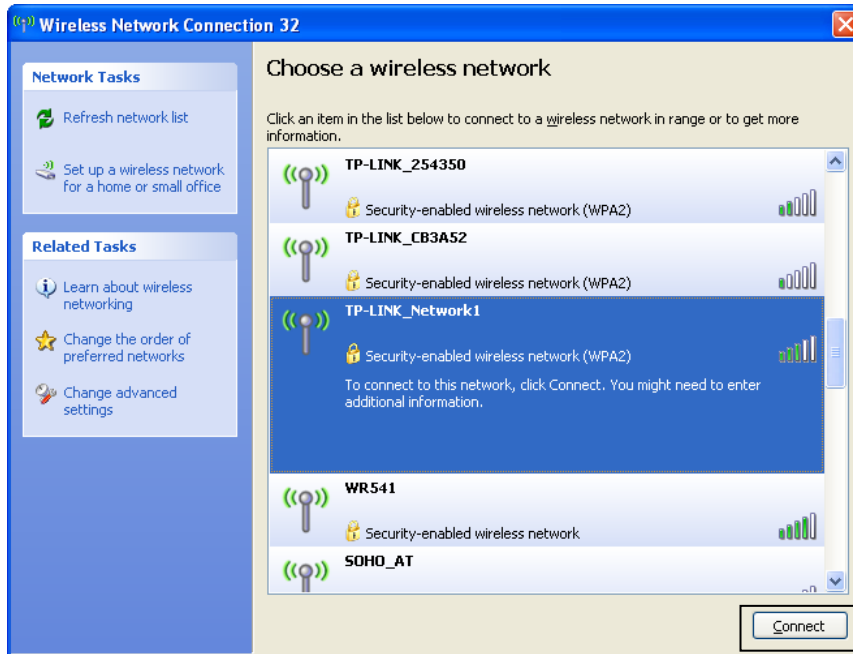 Wireless Network Connection 32
Network Tasks
Refresh network list
Set up a wireless network
for a home or small office
Related Tasks
Learn about wireless
networking
Change the order of
preferred networks
Change advanced
settings
Choose a wireless network
Click an item in the list below to connect to a wireless network in range or to get more
information.
TP-LINK_254350
Security-enabled wireless network (WPA2)
TP-LINK_CB3A52
Security-enabled wireless network (WPA2)
TP-LINK_Network1
Security-enabled wireless network (WPA2)
To connect to this network, click Connect. You might need to enter
additional information.
WR541
Security-enabled wireless network
SOHO_AT
Connect